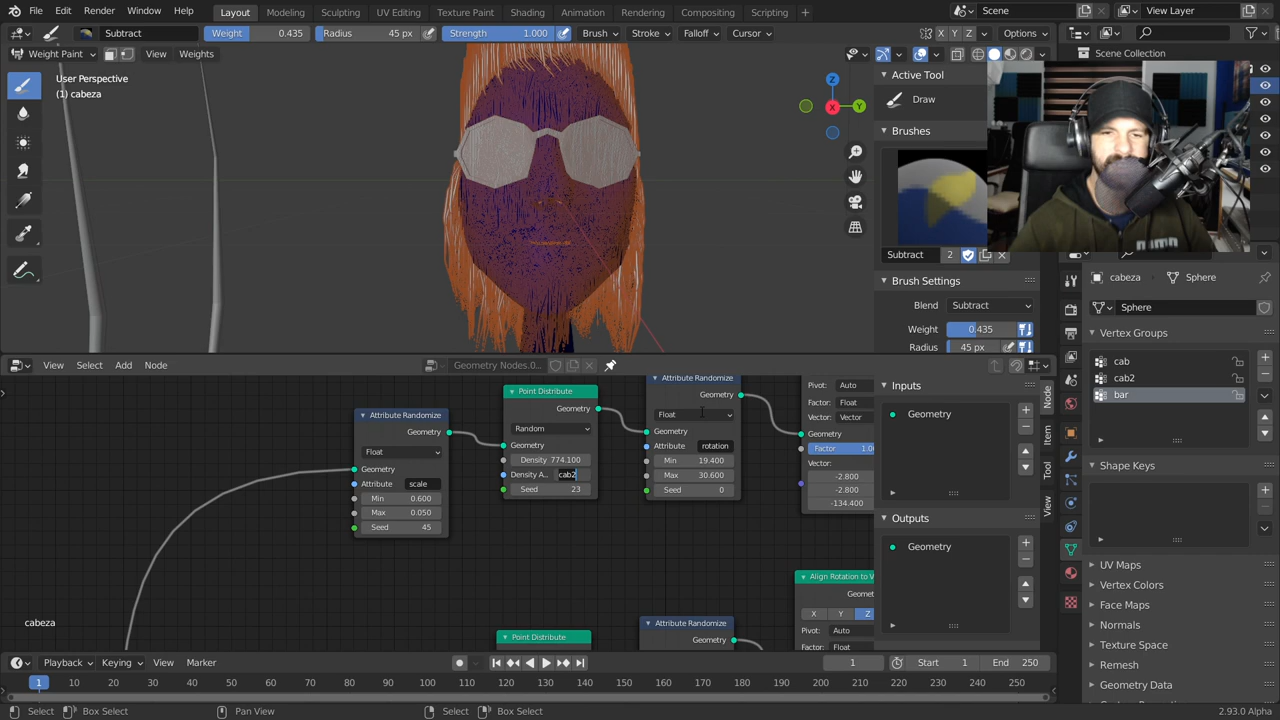 File Edit Render Window Help Layout Modeling Sculpting UV Editing Texture Paint Shading Animation Rendering Compositing Scripting Scene View Layer
Subtract Weight 0.435 Radius 45 px Strength 1.000 Brush Stroke Falloff Cursor X Y Z Options
Weight Paint View Weights
Scene Collection
User Perspective
(1) cabeza
Z
Y
X
Active Tool
Draw
Brushes
Subtract 2
Brush Settings
Blend Subtract
Weight 0.435
Radius 45 px
cabeza Sphere
Sphere
Vertex Groups
cab
cab2
bar
Shape Keys
UV Maps
Vertex Colors
Face Maps
Normals
Texture Space
Remesh
Geometry Data
View Select Add Node Geometry Nodes.0...
Attribute Randomize
Geometry
Float
Geometry
Attribute scale
Min 0.600
Max 0.050
Seed 45
Point Distribute
Geometry
Random
Geometry
Density 774.100
Density A.. cab2
Seed 23
Attribute Randomize
Geometry
Float
Geometry
Attribute rotation
Min 19.400
Max 30.600
Seed 0
Pivot: Auto
Factor: Float
Vector: Vector
Geometry
Factor
Vector:
-2.800
-2.800
-134.400
Point Distribute
Attribute Randomize
Geometry
Align Rotation to V
X Y Z
Pivot: Auto
Factor: Float
Inputs
Geometry
Outputs
Geometry
Node
Item
Tool
View
cabeza
Playback Keying View Marker 1 Start 1 End 250
1 10 20 30 40 50 60 70 80 90 100 110 120 130 140 150 160 170 180 190 200 210 220 230 240 250
Select Box Select Pan View Select Box Select 2.93.0 Alpha